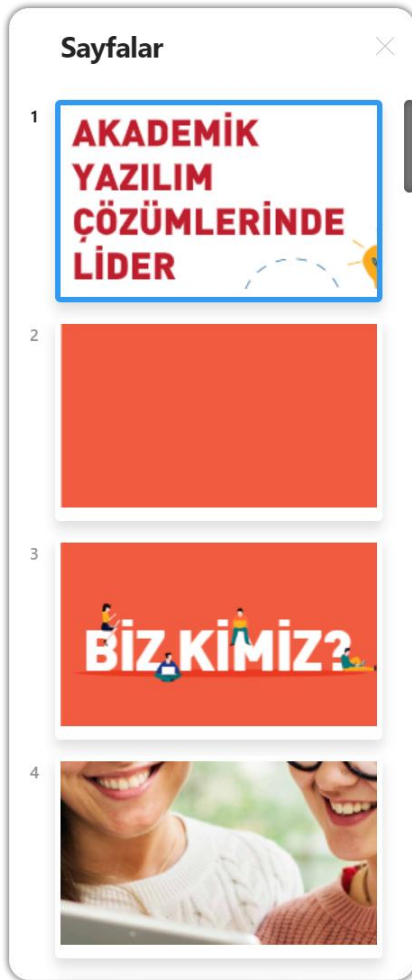 Sayfalar
1
AKADEMİK
YAZILIM
ÇÖZÜMLERİNDE
LİDER
2
3
BİZ KİMİZ?
4